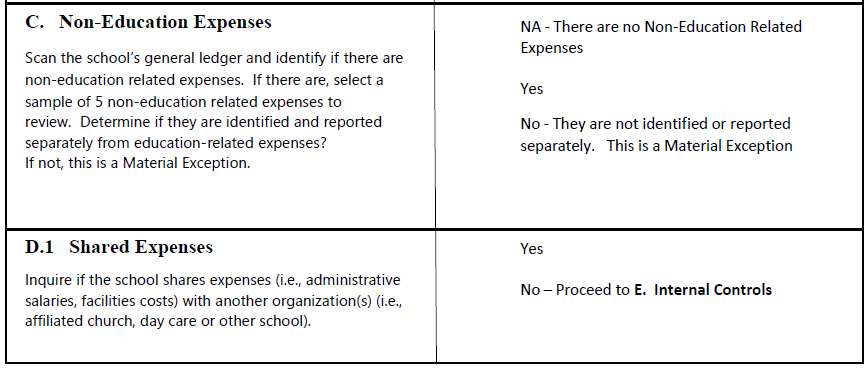 C.   Non-Education Expenses
Scan the school’s general ledger and identify if there are
non-education related expenses.  If there are, select a
sample of 5 non-education related expenses to
review.  Determine if they are identified and reported
separately from education-related expenses?
If not, this is a Material Exception.
NA - There are no Non-Education Related
Expenses
Yes
No - They are not identified or reported
separately.   This is a Material Exception
D.1   Shared Expenses
Inquire if the school shares expenses (i.e., administrative
salaries, facilities costs) with another organization(s) (i.e.,
affiliated church, day care or other school).
Yes
No – Proceed to E.  Internal Controls